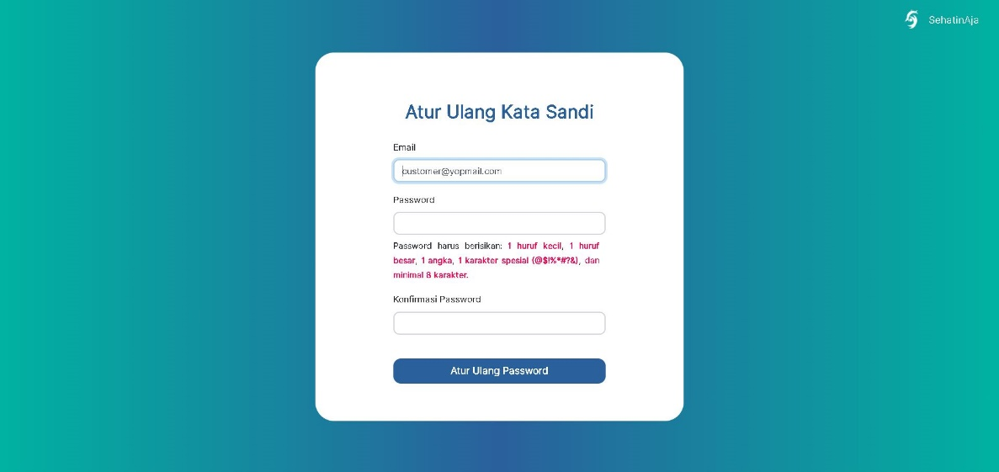 SehatinAja
Atur Ulang Kata Sandi
Email
customer@yopmail.com
Password
Password harus berisikan: 1 huruf kecil, 1 huruf
besar, 1 angka, 1 karakter spesial (@$!%*#?&), dan
minimal 8 karakter.
Konfirmasi Password
Atur Ulang Password